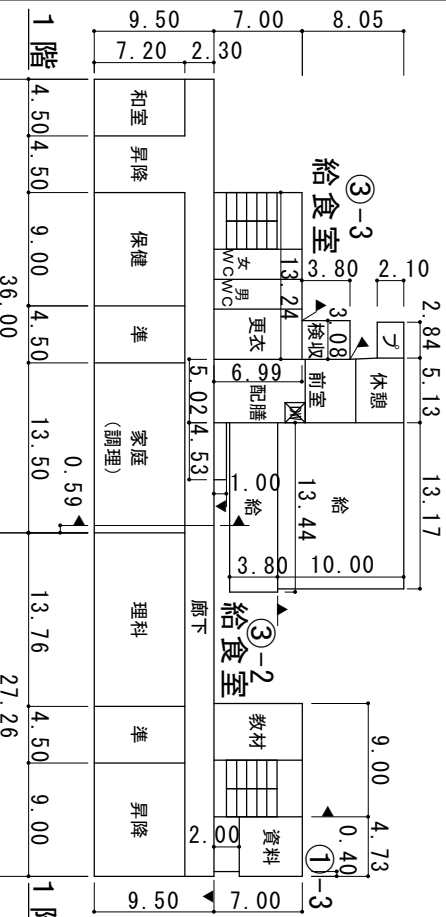 9.50
7.00
8.05
7.20
2.30
1階
4.50
4.50
9.00
4.50
13.50
13.76
4.50
9.00
36.00
27.26
0.59
和室
昇降
保健
準
家庭
(調理)
理科
準
昇降
廊下
女
WC
男
WC
更衣
13.24
③-3
給食室
3.80
2.10
2.84
5.13
13.17
検収
3.08
プ
休憩
前室
6.99
配膳
DW
5.02
4.53
1.00
給
13.44
給
3.80
10.00
③-2
給食室
教材
資料
2.00
9.00
4.73
0.40
①-3
9.50
7.00